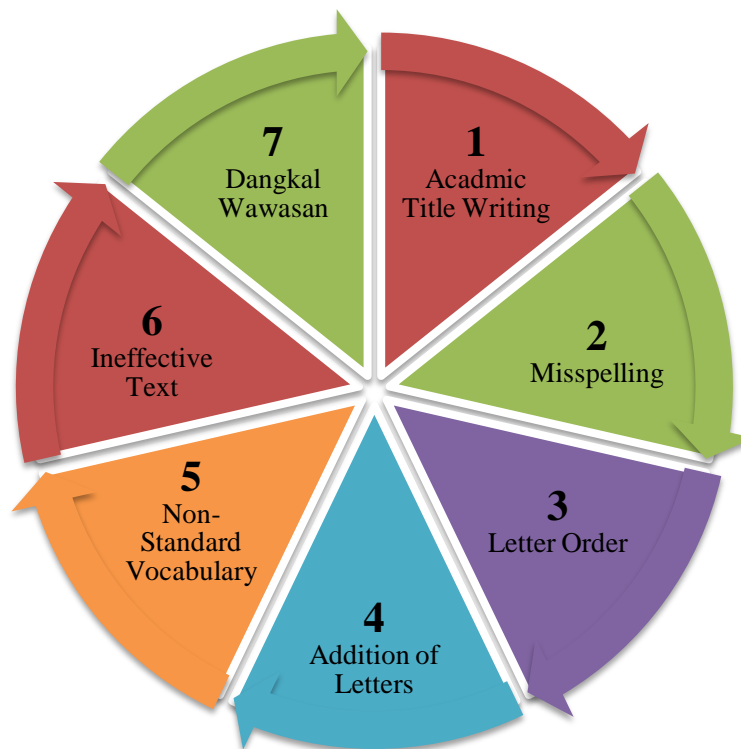 1
Acadmic
Title Writing
2
Misspelling
3
Letter Order
4
Addition of
Letters
5
Non-
Standard
Vocabulary
6
Ineffective
Text
7
Dangkal
Wawasan